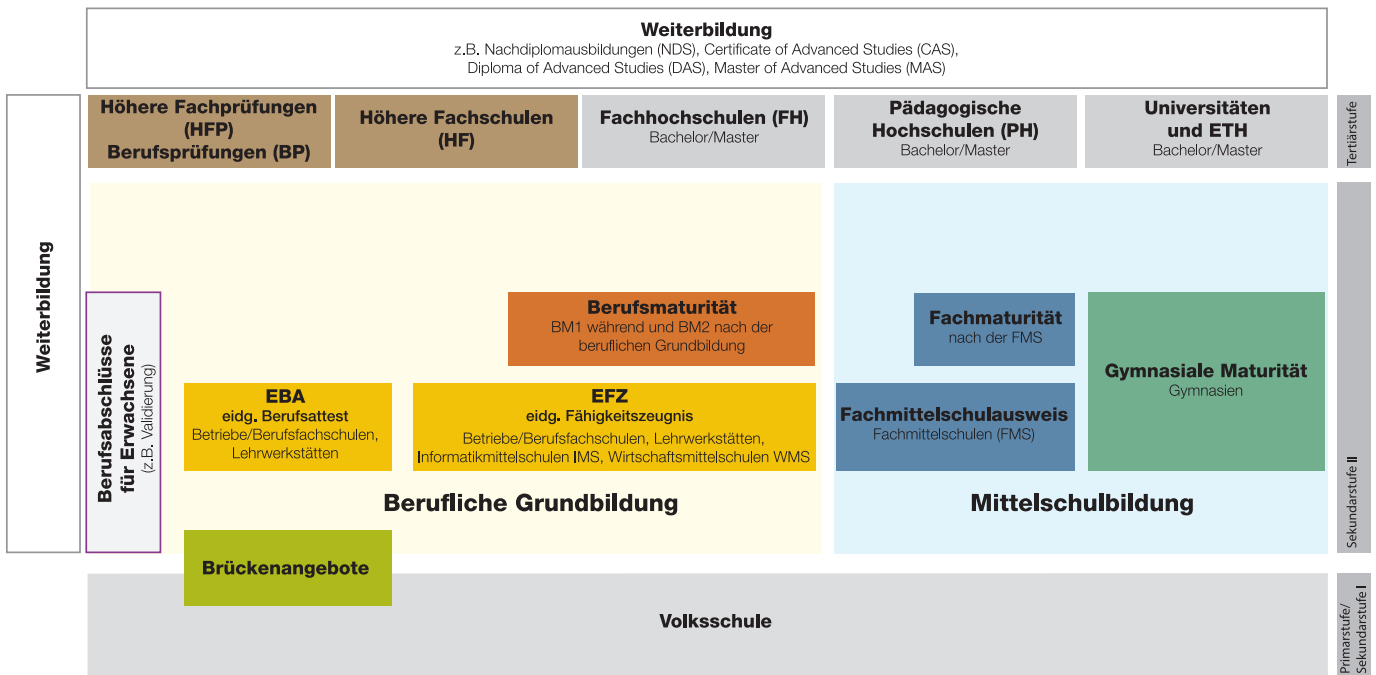 Weiterbildung
z.B. Nachdiplomausbildungen (NDS), Certificate of Advanced Studies (CAS),
Diploma of Advanced Studies (DAS), Master of Advanced Studies (MAS)
Höhere Fachprüfungen
(HFP)
Berufsprüfungen (BP)
Höhere Fachschulen
(HF)
Fachhochschulen (FH)
Bachelor/Master
Pädagogische
Hochschulen (PH)
Bachelor/Master
Universitäten
und ETH
Bachelor/Master
Tertiärstufe
Weiterbildung
Berufsabschlüsse
für Erwachsene
(z.B. Validierung)
Berufsmaturität
BM1 während und BM2 nach der
beruflichen Grundbildung
EBA
eidg. Berufsattest
Betriebe/Berufsfachschulen,
Lehrwerkstätten
EFZ
eidg. Fähigkeitszeugnis
Betriebe/Berufsfachschulen, Lehrwerkstätten,
Informatikmittelschulen IMS, Wirtschaftsmittelschulen WMS
Berufliche Grundbildung
Fachmaturität
nach der FMS
Fachmittelschulausweis
Fachmittelschulen (FMS)
Gymnasiale Maturität
Gymnasien
Mittelschulbildung
Sekundarstufe II
Brückenangebote
Volksschule
Primarstufe/
Sekundarstufe I